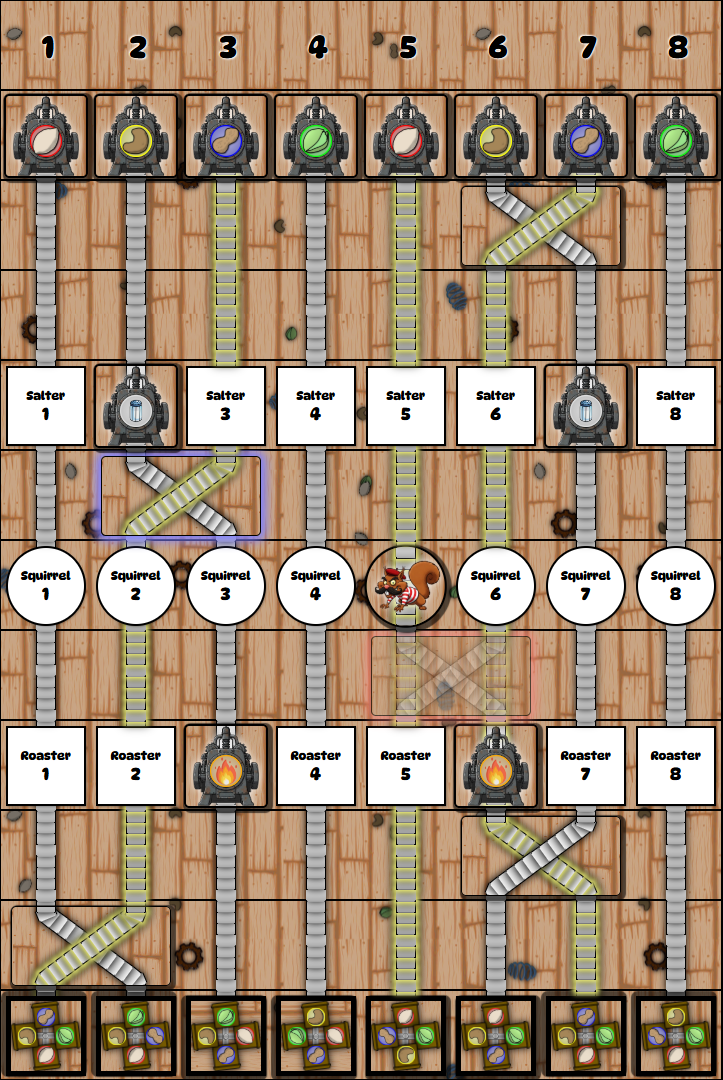 1 2 3 4 5 6 7 8
Salter 1
Salter 3
Salter 4
Salter 5
Salter 6
Salter 8
Squirrel 1
Squirrel 2
Squirrel 3
Squirrel 4
Squirrel 6
Squirrel 7
Squirrel 8
Roaster 1
Roaster 2
Roaster 4
Roaster 5
Roaster 7
Roaster 8